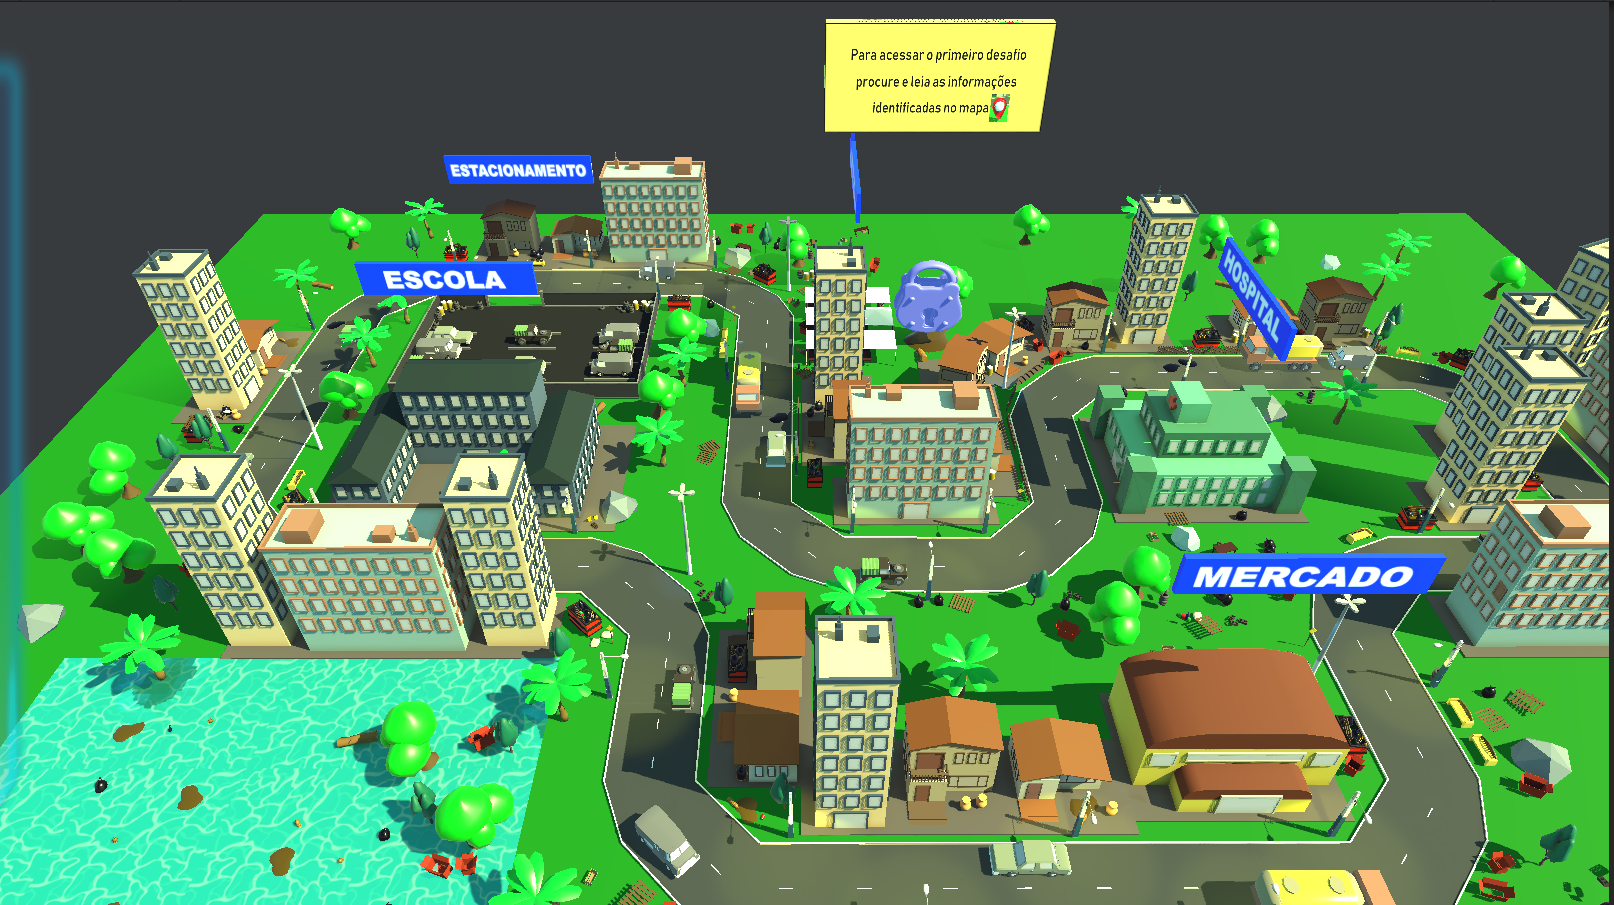 Para acessar o primeiro desafio
procure e leia as informações
identificadas no mapa
ESTACIONAMENTO
ESCOLA
HOSPITAL
MERCADO